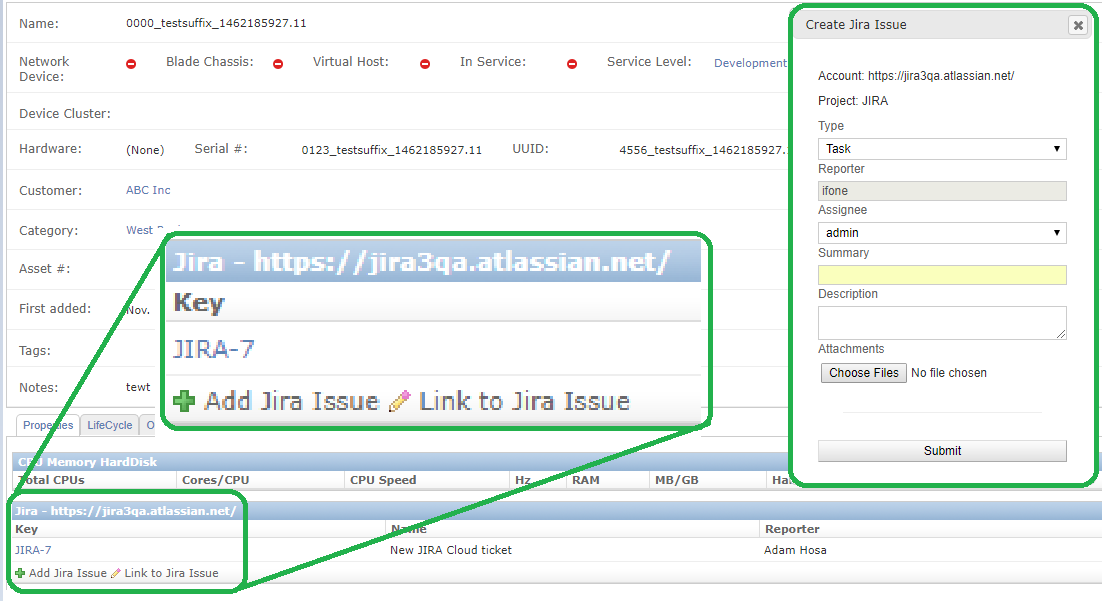 Name: 0000_testsuffix_1462185927.11
Network Device: Blade Chassis: Virtual Host: In Service: Service Level: Development
Device Cluster:
Hardware: (None) Serial #: 0123_testsuffix_1462185927.11 UUID: 4556_testsuffix_1462185927.
Customer: ABC Inc
Category: West
Asset #:
First added: Nov.
Tags:
Notes: tewt
Jira - https://jira3qa.atlassian.net/
Key
JIRA-7
Add Jira Issue Link to Jira Issue
Properties LifeCycle O
Memory HardDisk
Total CPUs Cores/CPU CPU Speed Hz RAM MB/GB
Jira - https://jira3qa.atlassian.net/
Key Name Reporter
JIRA-7 New JIRA Cloud ticket Adam Hosa
Add Jira Issue Link to Jira Issue
Create Jira Issue
Account: https://jira3qa.atlassian.net/
Project: JIRA
Type
Task
Reporter
ifone
Assignee
admin
Summary
Description
Attachments
Choose Files No file chosen
Submit